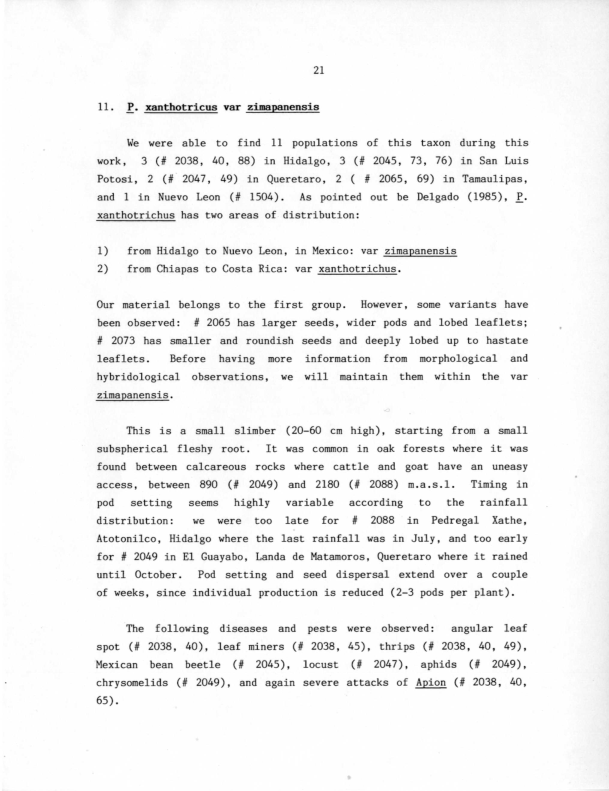 21
11. P. xanthotricus var zimapanensis
We were able to find 11 populations of this taxon during this
work, 3 (# 2038, 40, 88) in Hidalgo, 3 (# 2045, 73, 76) in San Luis
Potosi, 2 (# 2047, 49) in Queretaro, 2 ( # 2065, 69) in Tamaulipas,
and 1 in Nuevo Leon (# 1504). As pointed out be Delgado (1985), P.
xanthotrichus has two areas of distribution:
1) from Hidalgo to Nuevo Leon, in Mexico: var zimapanensis
2) from Chiapas to Costa Rica: var xanthotrichus.
Our material belongs to the first group. However, some variants have
been observed: # 2065 has larger seeds, wider pods and lobed leaflets;
# 2073 has smaller and roundish seeds and deeply lobed up to hastate
leaflets. Before having more information from morphological and
hybridological observations, we will maintain them within the var
zimapanensis.
This is a small slimber (20-60 cm high), starting from a small
subspherical fleshy root. It was common in oak forests where it was
found between calcareous rocks where cattle and goat have an uneasy
access, between 890 (# 2049) and 2180 (# 2088) m.a.s.l. Timing in
pod setting seems highly variable according to the rainfall
distribution: we were too late for # 2088 in Pedregal Xathe,
Atotonilco, Hidalgo where the last rainfall was in July, and too early
for # 2049 in El Guayabo, Landa de Matamoros, Queretaro where it rained
until October. Pod setting and seed dispersal extend over a couple
of weeks, since individual production is reduced (2-3 pods per plant).
The following diseases and pests were observed: angular leaf
spot (# 2038, 40), leaf miners (# 2038, 45), thrips (# 2038, 40, 49),
Mexican bean beetle (# 2045), locust (# 2047), aphids (# 2049),
chrysomelids (# 2049), and again severe attacks of Apion (# 2038, 40,
65).